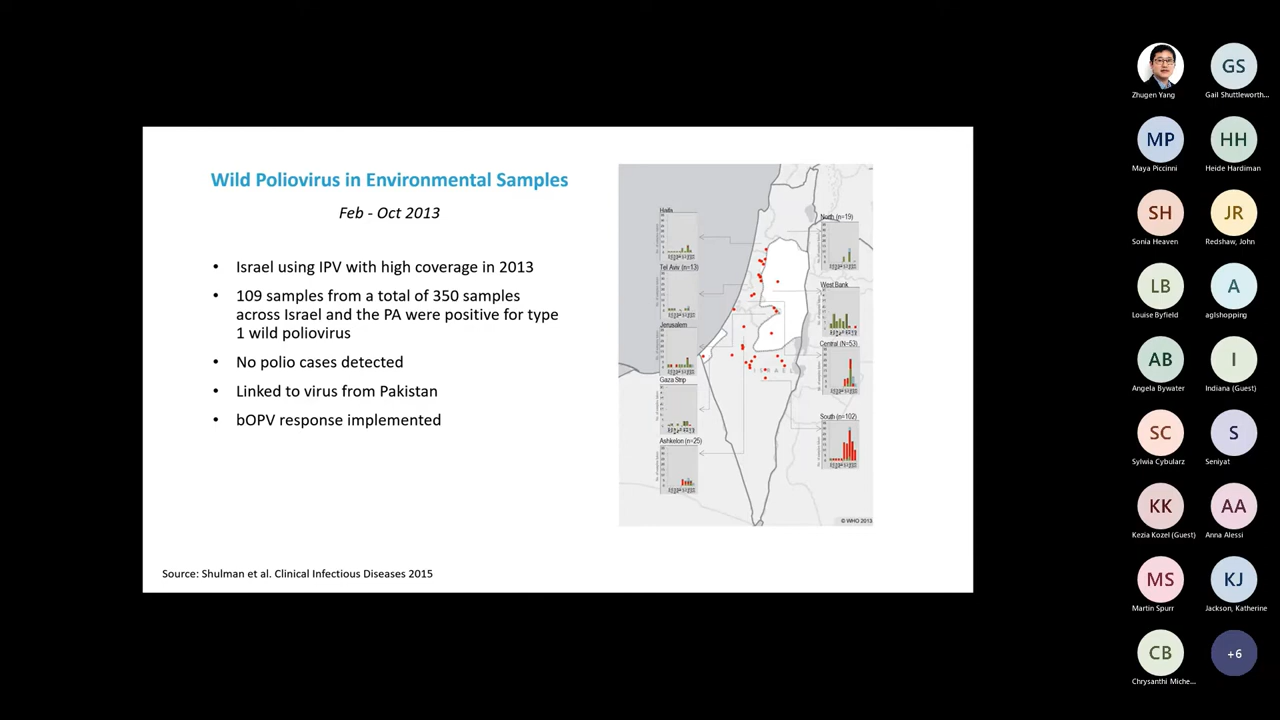 Wild Poliovirus in Environmental Samples
Feb - Oct 2013
• Israel using IPV with high coverage in 2013
• 109 samples from a total of 350 samples
across Israel and the PA were positive for type
1 wild poliovirus
• No polio cases detected
• Linked to virus from Pakistan
• bOPV response implemented
Source: Shulman et al. Clinical Infectious Diseases 2015
Haifa
North (n=19)
Tel Aviv (n=13)
West Bank
Jerusalem
Central (N=53)
Gaza Strip
South (n=102)
Ashkelon (n=25)
ISRAEL
© WHO 2013
GS
Zhugen Yang
Gail Shuttleworth...
MP
HH
Maya Piccinni
Heide Hardiman
SH
JR
Sonia Heaven
Redshaw, John
LB
A
Louise Byfield
aglshopping
AB
I
Angela Bywater
Indiana (Guest)
SC
S
Sylwia Cybularz
Seniyat
KK
AA
Kezia Kozel (Guest)
Anna Alessi
MS
KJ
Martin Spurr
Jackson, Katherine
CB
+6
Chrysanthi Miche...